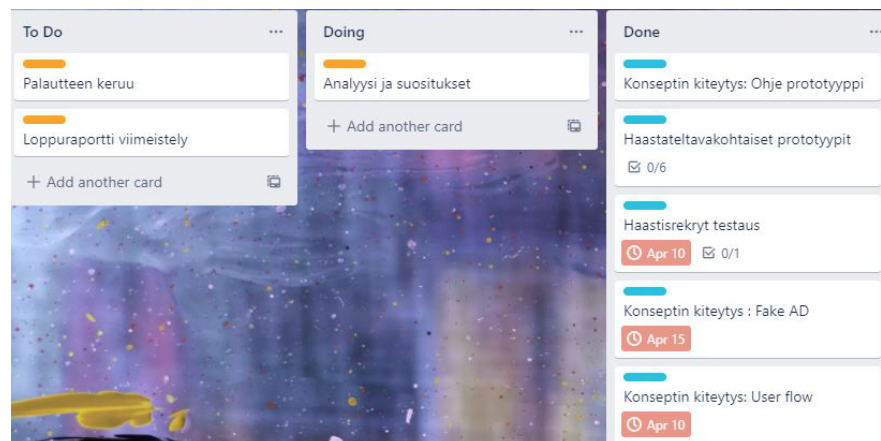 To Do
Palautteen keruu
Loppuraportti viimeistely
+ Add another card
Doing
Analyysi ja suositukset
+ Add another card
Done
Konseptin kiteytys: Ohje prototyyppi
Haastateltavakohtaiset prototyypit
0/6
Haastisrekryt testaus
Apr 10 0/1
Konseptin kiteytys : Fake AD
Apr 15
Konseptin kiteytys: User flow
Apr 10